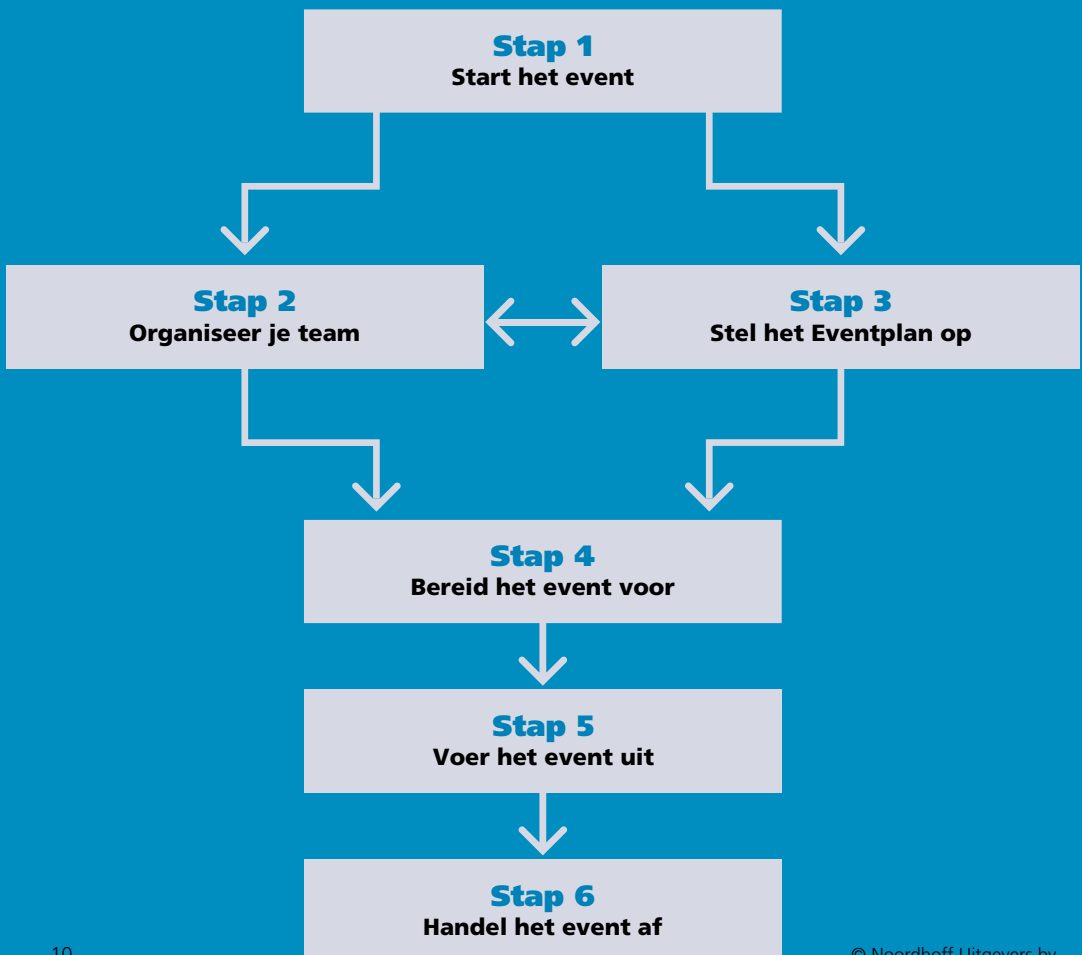 Stap 1
Start het event
Stap 2
Organiseer je team
Stap 3
Stel het Eventplan op
Stap 4
Bereid het event voor
Stap 5
Voer het event uit
Stap 6
Handel het event af
10
© Noordhoff Uitgevers bv